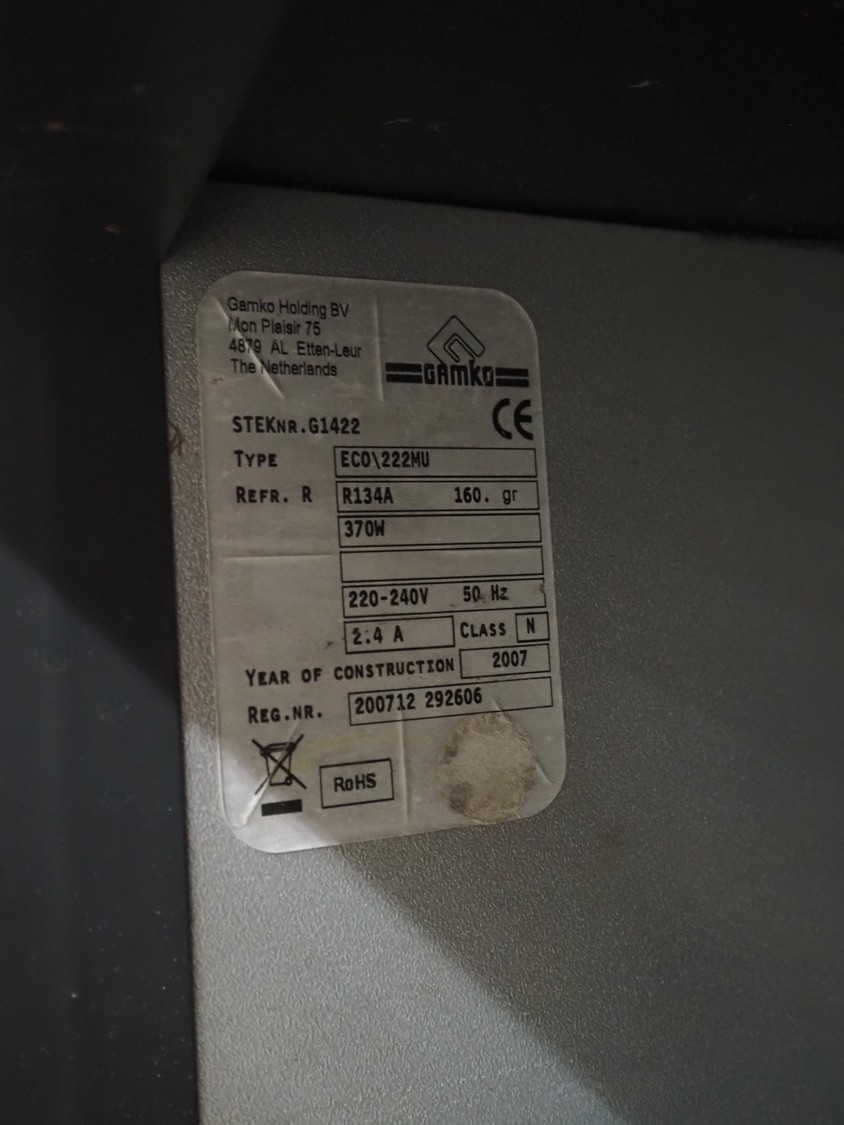 Gamko Holding BV
Mon Plaisir 75
4879 AL Etten-Leur
The Netherlands
GAMKO
CE
STEKNR.G1422
TYPE ECO\222MU
REFR. R R134A 160. gr
370W
220-240V 50 Hz
2.4 A CLASS N
YEAR OF CONSTRUCTION 2007
REG.NR. 200712 292606
RoHS